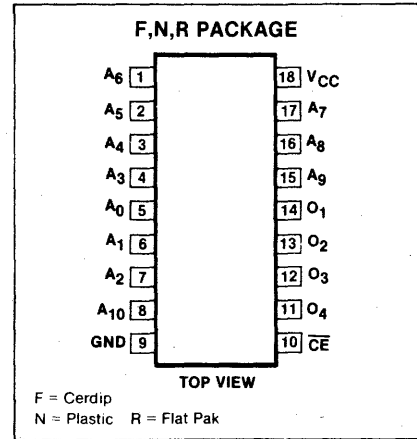 F,N,R PACKAGE
A6 1 18 VCC
A5 2 17 A7
A4 3 16 A8
A3 4 15 A9
A0 5 14 O1
A1 6 13 O2
A2 7 12 O3
A10 8 11 O4
GND 9 10 CE
TOP VIEW
F = Cerdip
N = Plastic R = Flat Pak